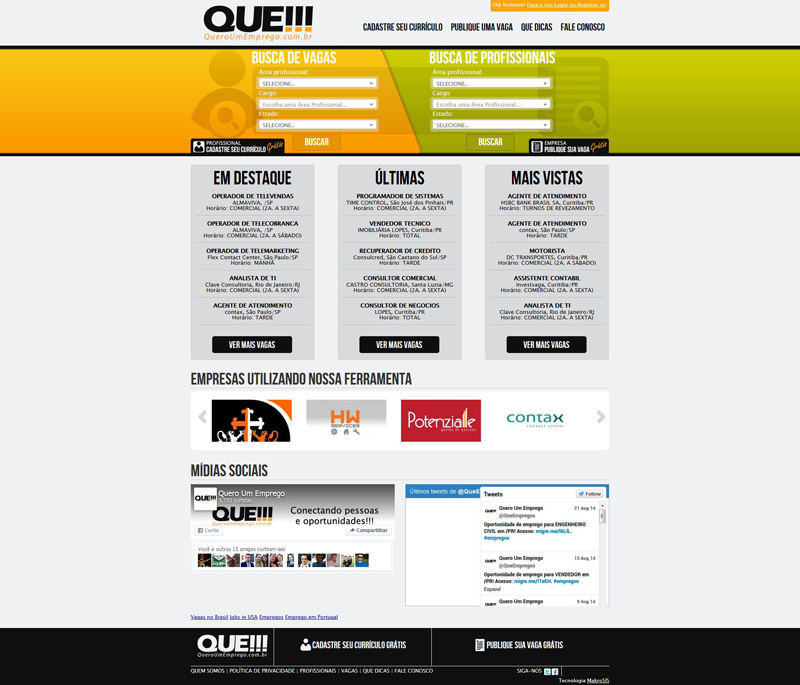 Olá Visitante! Faça o seu Login ou Registre-se
QUE!!!
QueroUmEmprego.com.br
CADASTRE SEU CURRÍCULO PUBLIQUE UMA VAGA QUE DICAS FALE CONOSCO
BUSCA DE VAGAS
Área profissional:
SELECIONE..
Cargo:
Escolha uma Área Profissional...
Estado:
SELECIONE..
BUSCAR
PROFISSIONAL
CADASTRE SEU CURRÍCULO Grátis
BUSCA DE PROFISSIONAIS
Área profissional:
SELECIONE..
Cargo:
Escolha uma Área Profissional...
Estado:
SELECIONE..
BUSCAR
EMPRESA
PUBLIQUE SUA VAGA Grátis
EM DESTAQUE
OPERADOR DE TELEVENDAS
ALMAVIVA, /SP
Horário: COMERCIAL (2A. A SEXTA)
OPERADOR DE TELECOBRANCA
ALMAVIVA, /SP
Horário: COMERCIAL (2A. A SÁBADO)
OPERADOR DE TELEMARKETING
Flex Contact Center, São Paulo/SP
Horário: MANHÃ
ANALISTA DE TI
Clave Consultoria, Rio de Janeiro/RJ
Horário: COMERCIAL (2A. A SEXTA)
AGENTE DE ATENDIMENTO
contax, São Paulo/SP
Horário: TARDE
VER MAIS VAGAS
ÚLTIMAS
PROGRAMADOR DE SISTEMAS
TIME CONTROL, São José dos Pinhais/PR
Horário: COMERCIAL (2A. A SEXTA)
VENDEDOR TECNICO
IMOBILIÁRIA LOPES, Curitiba/PR
Horário: TOTAL
RECUPERADOR DE CREDITO
Consulcred, São Caetano do Sul/SP
Horário: TARDE
CONSULTOR COMERCIAL
CASTRO CONSULTORIA, Santa Luzia/MG
Horário: COMERCIAL (2A. A SEXTA)
CONSULTOR DE NEGOCIOS
LOPES, Curitiba/PR
Horário: TOTAL
VER MAIS VAGAS
MAIS VISTAS
AGENTE DE ATENDIMENTO
HSBC BANK BRASIL SA, Curitiba/PR
Horário: TURNOS DE REVEZAMENTO
AGENTE DE ATENDIMENTO
contax, São Paulo/SP
Horário: TARDE
MOTORISTA
DC TRANSPORTES, Curitiba/PR
Horário: COMERCIAL (2A. A SÁBADO)
ASSISTENTE CONTABIL
Investvaga, Curitiba/PR
Horário: COMERCIAL (2A. A SEXTA)
ANALISTA DE TI
Clave Consultoria, Rio de Janeiro/RJ
Horário: COMERCIAL (2A. A SEXTA)
VER MAIS VAGAS
EMPRESAS UTILIZANDO NOSSA FERRAMENTA
HW
SERVICES
Potenzialle
gestão de pessoas
contax
contact center
MÍDIAS SOCIAIS
QUE!!!
Quero Um Emprego
3.732 curtidas
QUE!!!
QueroUmEmprego.com.br
Conectando pessoas
e oportunidades!!!
Curtiu
Compartilhar
Você e outros 15 amigos curtiram isso
Últimos tweets de @QueE
Tweets
Follow
QUE!!! Quero Um Emprego 21 Aug 14
@QueEmpregos
Oportunidade de emprego para ENGENHEIRO
CIVIL em /PR! Acesse:
#empregos
QUE!!! Quero Um Emprego 15 Aug 14
@QueEmpregos
Oportunidade de emprego para VENDEDOR em
/PR! Acesse: #empregos
Expand
QUE!!! Quero Um Emprego 9 Aug 14
Vagas no Brasil Jobs in USA Empregos Emprego em Portugal
QUE!!!
QueroUmEmprego.com.br
CADASTRE SEU CURRÍCULO GRÁTIS
PUBLIQUE SUA VAGA GRÁTIS
QUEM SOMOS | POLÍTICA DE PRIVACIDADE | PROFISSIONAIS | VAGAS | QUE DICAS | FALE CONOSCO
SIGA-NOS
Tecnologia MakroSIS